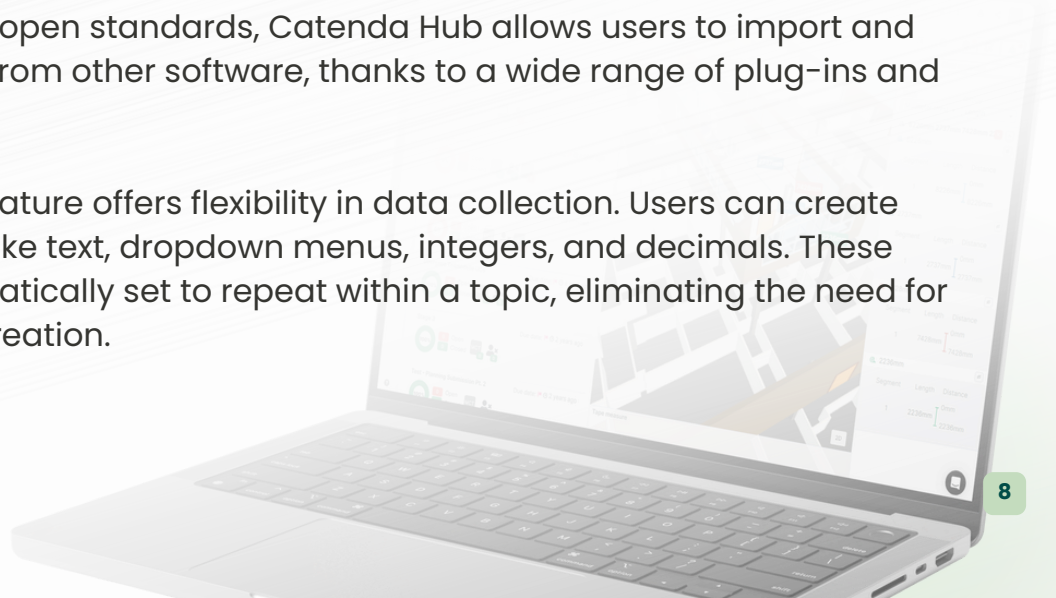 open standards, Catenda Hub allows users to import and
rom other software, thanks to a wide range of plug-ins and
ature offers flexibility in data collection. Users can create
ke text, dropdown menus, integers, and decimals. These
atically set to repeat within a topic, eliminating the need for
reation.
8